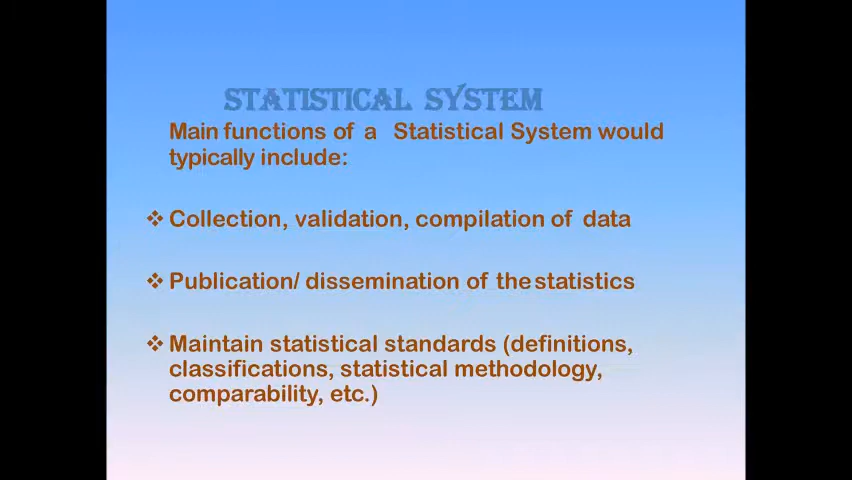 STATISTICAL SYSTEM
Main functions of a Statistical System would
typically include:
❖ Collection, validation, compilation of data
❖ Publication/ dissemination of the statistics
❖ Maintain statistical standards (definitions,
classifications, statistical methodology,
comparability, etc.)